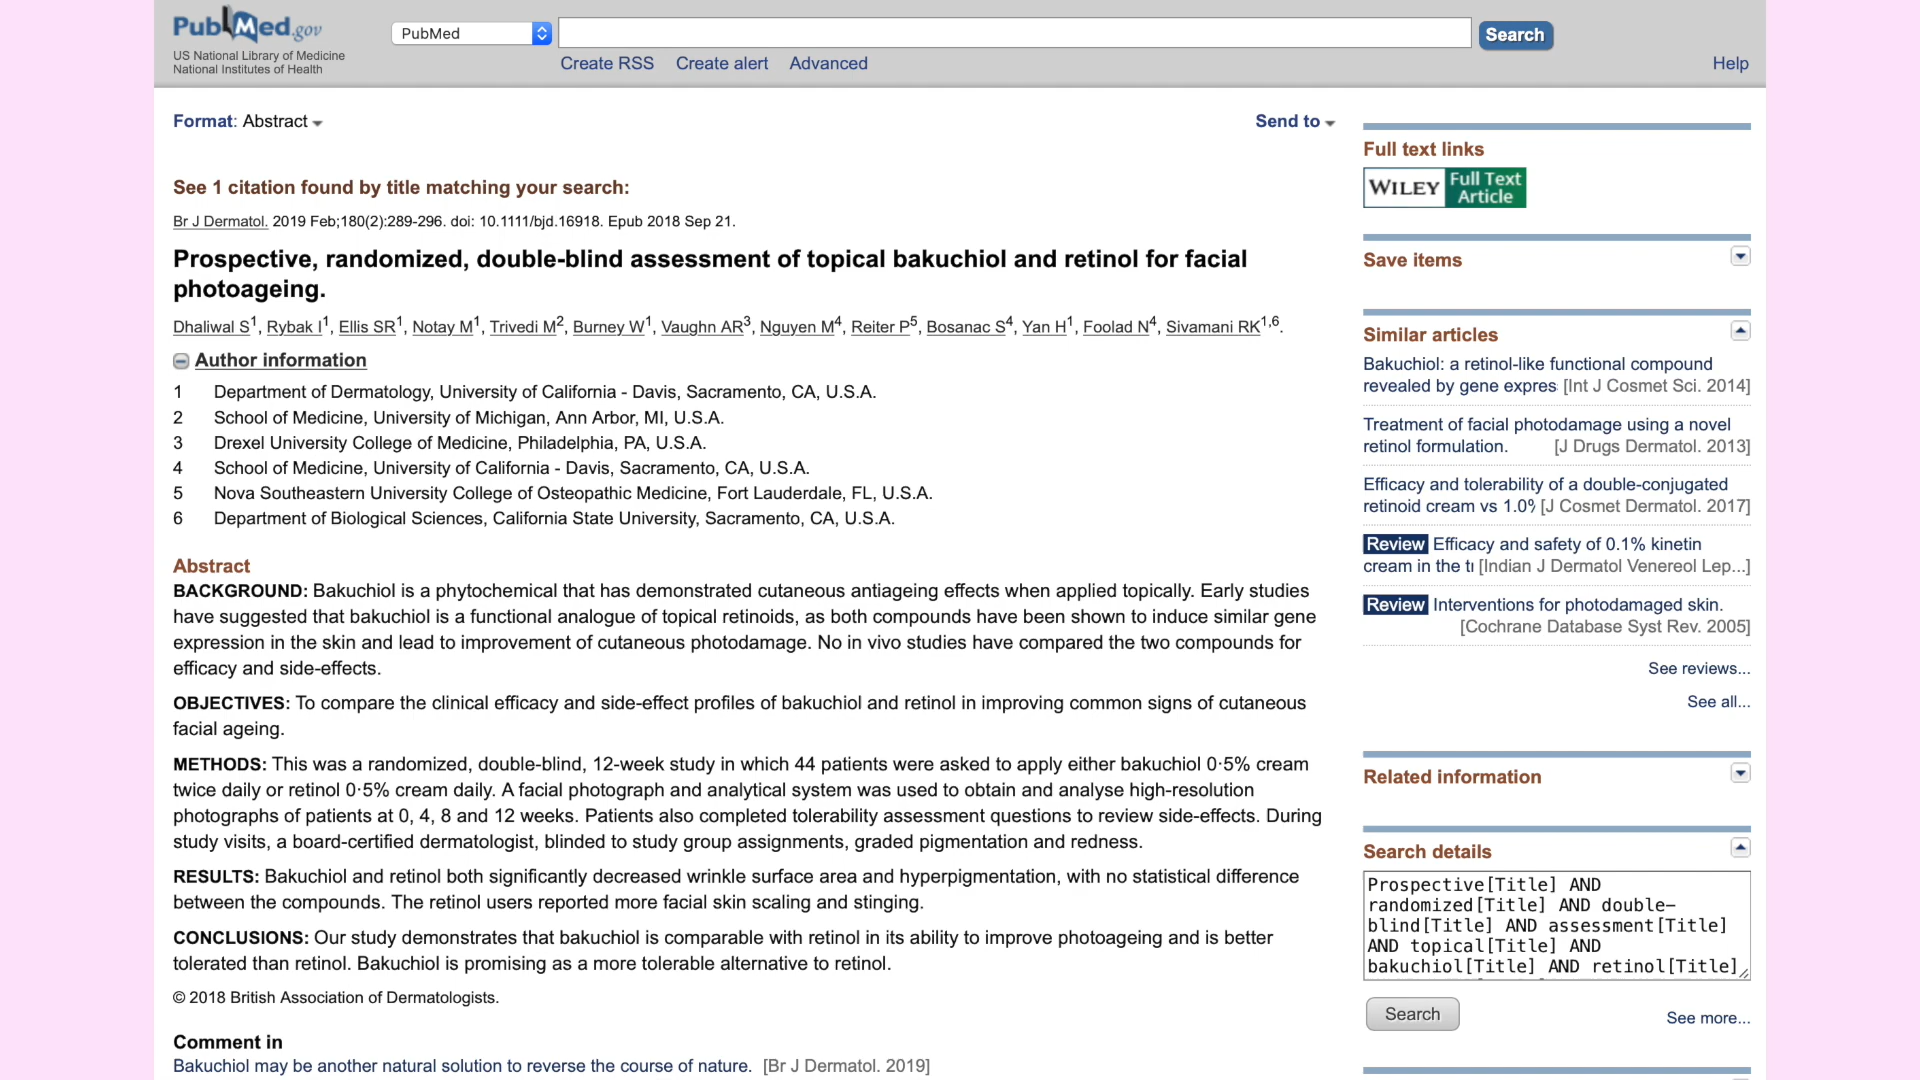 PubMed.gov
US National Library of Medicine
National Institutes of Health
PubMed
Search
Create RSS Create alert Advanced
Help
Format: Abstract
Send to
See 1 citation found by title matching your search:
Br J Dermatol. 2019 Feb;180(2):289-296. doi: 10.1111/bjd.16918. Epub 2018 Sep 21.
Prospective, randomized, double-blind assessment of topical bakuchiol and retinol for facial
photoageing.
Dhaliwal S1, Rybak I1, Ellis SR1, Notay M1, Trivedi M2, Burney W1, Vaughn AR3, Nguyen M4, Reiter P5, Bosanac S4, Yan H1, Foolad N4, Sivamani RK1,6.
Author information
1 Department of Dermatology, University of California - Davis, Sacramento, CA, U.S.A.
2 School of Medicine, University of Michigan, Ann Arbor, MI, U.S.A.
3 Drexel University College of Medicine, Philadelphia, PA, U.S.A.
4 School of Medicine, University of California - Davis, Sacramento, CA, U.S.A.
5 Nova Southeastern University College of Osteopathic Medicine, Fort Lauderdale, FL, U.S.A.
6 Department of Biological Sciences, California State University, Sacramento, CA, U.S.A.
Abstract
BACKGROUND: Bakuchiol is a phytochemical that has demonstrated cutaneous antiageing effects when applied topically. Early studies
have suggested that bakuchiol is a functional analogue of topical retinoids, as both compounds have been shown to induce similar gene
expression in the skin and lead to improvement of cutaneous photodamage. No in vivo studies have compared the two compounds for
efficacy and side-effects.
OBJECTIVES: To compare the clinical efficacy and side-effect profiles of bakuchiol and retinol in improving common signs of cutaneous
facial ageing.
METHODS: This was a randomized, double-blind, 12-week study in which 44 patients were asked to apply either bakuchiol 0·5% cream
twice daily or retinol 0·5% cream daily. A facial photograph and analytical system was used to obtain and analyse high-resolution
photographs of patients at 0, 4, 8 and 12 weeks. Patients also completed tolerability assessment questions to review side-effects. During
study visits, a board-certified dermatologist, blinded to study group assignments, graded pigmentation and redness.
RESULTS: Bakuchiol and retinol both significantly decreased wrinkle surface area and hyperpigmentation, with no statistical difference
between the compounds. The retinol users reported more facial skin scaling and stinging.
CONCLUSIONS: Our study demonstrates that bakuchiol is comparable with retinol in its ability to improve photoageing and is better
tolerated than retinol. Bakuchiol is promising as a more tolerable alternative to retinol.
© 2018 British Association of Dermatologists.
Comment in
Bakuchiol may be another natural solution to reverse the course of nature. [Br J Dermatol. 2019]
Full text links
WILEY Full Text
Article
Save items
Similar articles
Bakuchiol: a retinol-like functional compound
revealed by gene expres [Int J Cosmet Sci. 2014]
Treatment of facial photodamage using a novel
retinol formulation. [J Drugs Dermatol. 2013]
Efficacy and tolerability of a double-conjugated
retinoid cream vs 1.0% [J Cosmet Dermatol. 2017]
Review Efficacy and safety of 0.1% kinetin
cream in the [Indian J Dermatol Venereol Lep...]
Review Interventions for photodamaged skin.
[Cochrane Database Syst Rev. 2005]
See reviews...
See all...
Related information
Search details
Prospective[Title] AND
randomized[Title] AND double-
blind[Title] AND assessment[Title]
AND topical[Title] AND
bakuchiol[Title] AND retinol[Title]
Search
See more...